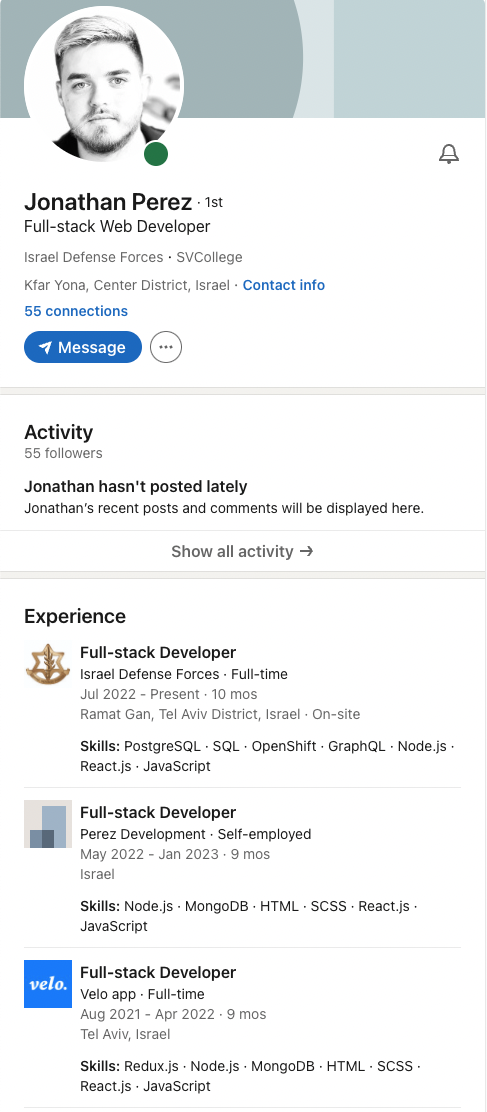 Jonathan Perez · 1st
Full-stack Web Developer
Israel Defense Forces · SVCollege
Kfar Yona, Center District, Israel · Contact info
55 connections
Message
Activity
55 followers
Jonathan hasn't posted lately
Jonathan’s recent posts and comments will be displayed here.
Show all activity →
Experience
Full-stack Developer
Israel Defense Forces · Full-time
Jul 2022 - Present · 10 mos
Ramat Gan, Tel Aviv District, Israel · On-site
Skills: PostgreSQL · SQL · OpenShift · GraphQL · Node.js ·
React.js · JavaScript
Full-stack Developer
Perez Development · Self-employed
May 2022 - Jan 2023 · 9 mos
Israel
Skills: Node.js · MongoDB · HTML · SCSS · React.js ·
JavaScript
velo.
Full-stack Developer
Velo app · Full-time
Aug 2021 - Apr 2022 · 9 mos
Tel Aviv, Israel
Skills: Redux.js · Node.js · MongoDB · HTML · SCSS ·
React.js · JavaScript